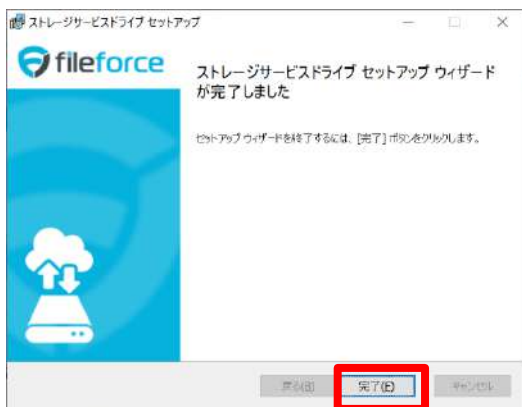 ストレージサービスドライブ セットアップ
fileforce
ストレージサービスドライブ セットアップ ウィザード
が完了しました
セットアップ ウィザードを終了するには、[完了] ボタンをクリックします。
戻る(B)
完了(F)
キャンセル